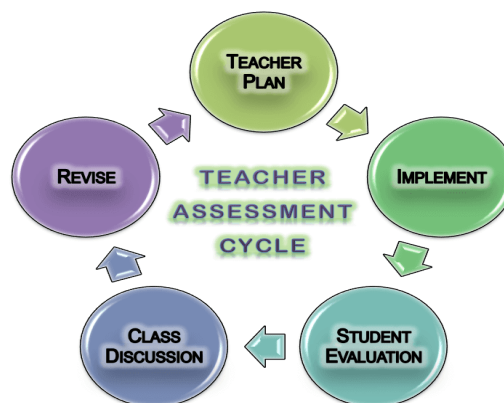 TEACHER
PLAN
IMPLEMENT
STUDENT
EVALUATION
CLASS
DISCUSSION
REVISE
TEACHER
ASSESSMENT
CYCLE